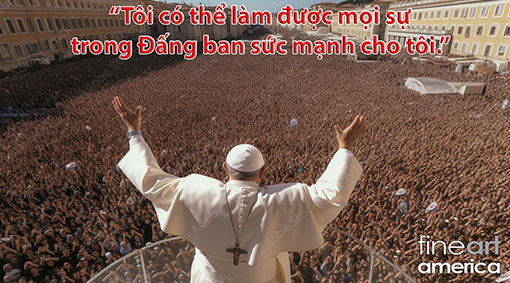 “Tôi có thể làm được mọi sự
trong Đấng ban sức mạnh cho tôi.”
fineart
america